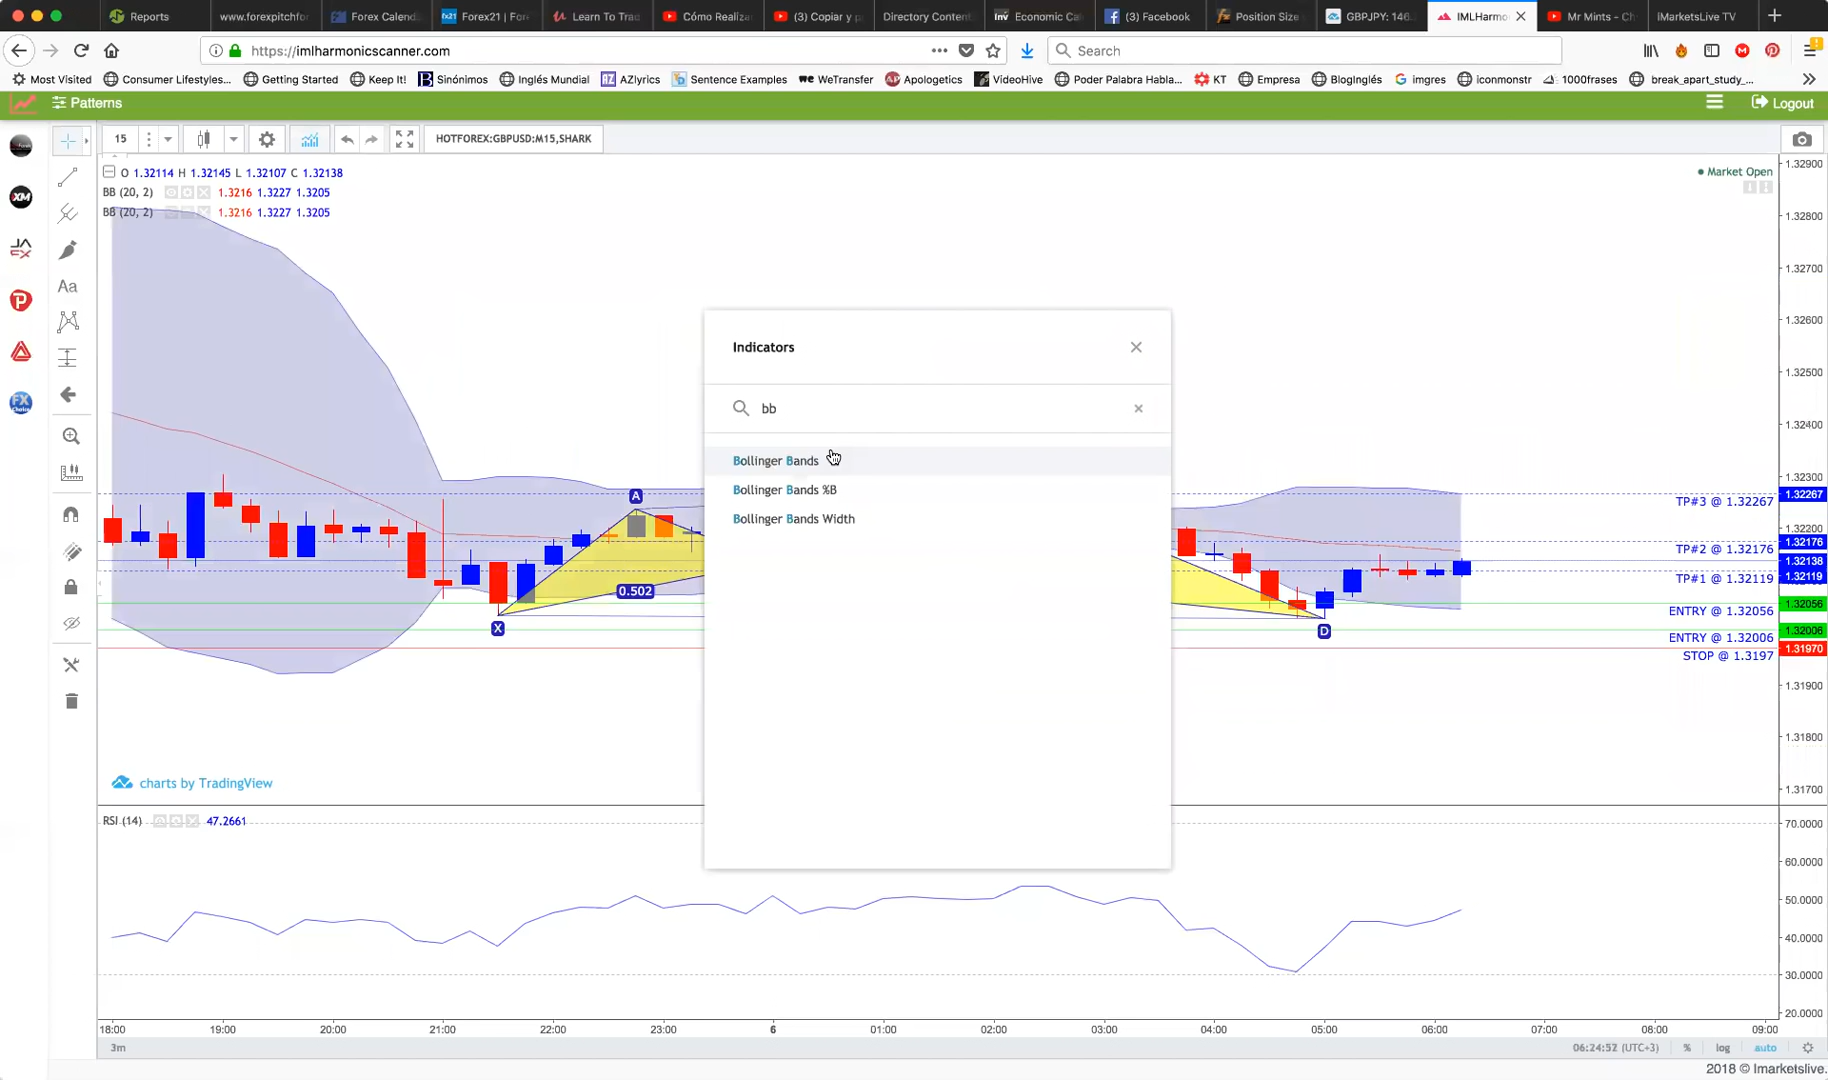 Reports
www.forexpitchfor
Forex Calend
Forex21 | For
Learn To Tra
Cómo Realiza
(3) Copiar y p
Directory Conten
Economic Ca
(3) Facebook
Position Size
GBPJPY: 146.
IMLHarmo
Mr Mints - Ch
iMarketsLive TV
https://imlharmonicscanner.com
Search
Most Visited
Consumer Lifestyles...
Getting Started
Keep It!
Sinónimos
Inglés Mundial
AZlyrics
Sentence Examples
WeTransfer
Apologetics
VideoHive
Poder Palabra Habla...
KT
Empresa
BlogInglés
imgres
iconmonstr
1000frases
break_apart_study_...
Patterns
Logout
15
HOTFOREX:GBPUSD:M15,SHARK
O 1.32114 H 1.32145 L 1.32107 C 1.32138
BB (20, 2) 1.3216 1.3227 1.3205
BB (20, 2) 1.3216 1.3227 1.3205
Market Open
Indicators
bb
Bollinger Bands
Bollinger Bands %B
Bollinger Bands Width
A
X
D
0.502
1.32900
1.32800
1.32700
1.32600
1.32500
1.32400
1.32300
1.32267
1.32200
1.32176
1.32138
1.32119
1.32056
1.32006
1.31970
1.31900
1.31800
1.31700
TP#3 @ 1.32267
TP#2 @ 1.32176
TP#1 @ 1.32119
ENTRY @ 1.32056
ENTRY @ 1.32006
STOP @ 1.3197
charts by TradingView
RSI (14) 47.2661
70.0000
60.0000
50.0000
40.0000
30.0000
20.0000
18:00 19:00 20:00 21:00 22:00 23:00 6 01:00 02:00 03:00 04:00 05:00 06:00 07:00 08:00 09:00
3m
06:24:52 (UTC+3) % log auto
2018 © Imarketslive.